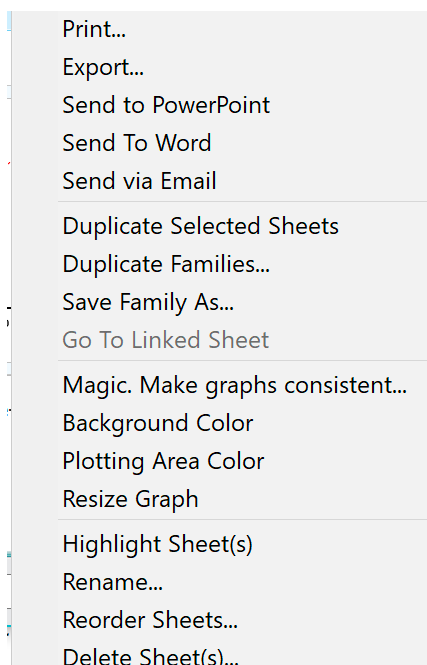 Print...
Export...
Send to PowerPoint
Send To Word
Send via Email
Duplicate Selected Sheets
Duplicate Families...
Save Family As...
Go To Linked Sheet
Magic. Make graphs consistent...
Background Color
Plotting Area Color
Resize Graph
Highlight Sheet(s)
Rename...
Reorder Sheets...
Delete Sheet(s)...